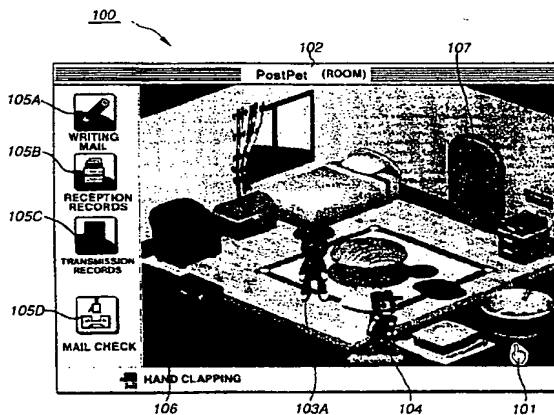 100
102
107
PostPet (ROOM)
105A
WRITING
MAIL
105B
RECEPTION
RECORDS
105C
TRANSMISSION
RECORDS
105D
MAIL CHECK
HAND CLAPPING
106
103A
104
101